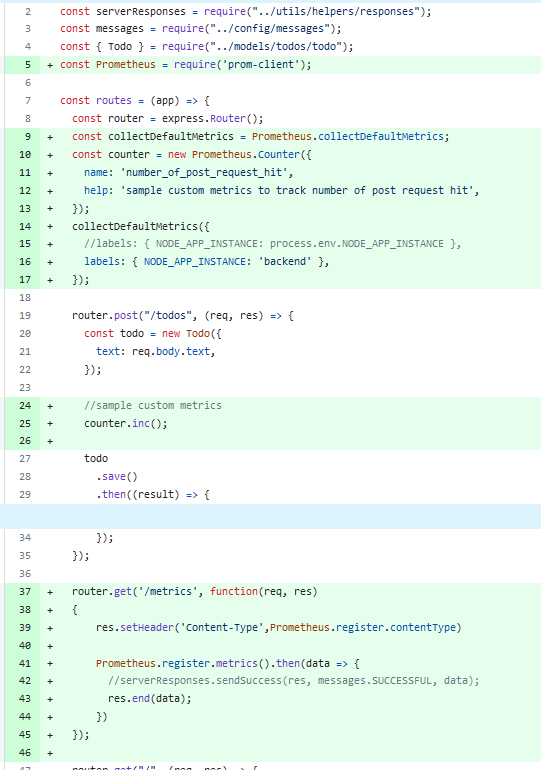 2 const serverResponses = require("../utils/helpers/responses");
3 const messages = require("../config/messages");
4 const { Todo } = require("../models/todos/todo");
5 + const Prometheus = require('prom-client');
6
7 const routes = (app) => {
8 const router = express.Router();
9 + const collectDefaultMetrics = Prometheus.collectDefaultMetrics;
10 + const counter = new Prometheus.Counter({
11 + name: 'number_of_post_request_hit',
12 + help: 'sample custom metrics to track number of post request hit',
13 + });
14 + collectDefaultMetrics({
15 + //labels: { NODE_APP_INSTANCE: process.env.NODE_APP_INSTANCE },
16 + labels: { NODE_APP_INSTANCE: 'backend' },
17 + });
18
19 router.post("/todos", (req, res) => {
20 const todo = new Todo({
21 text: req.body.text,
22 });
23
24 + //sample custom metrics
25 + counter.inc();
26 +
27 todo
28 .save()
29 .then((result) => {
34 });
35 });
36
37 + router.get('/metrics', function(req, res)
38 + {
39 + res.setHeader('Content-Type',Prometheus.register.contentType)
40 +
41 + Prometheus.register.metrics().then(data => {
42 + //serverResponses.sendSuccess(res, messages.SUCCESSFUL, data);
43 + res.end(data);
44 + })
45 + });
46 +
47 router.get("/", (req, res) => {